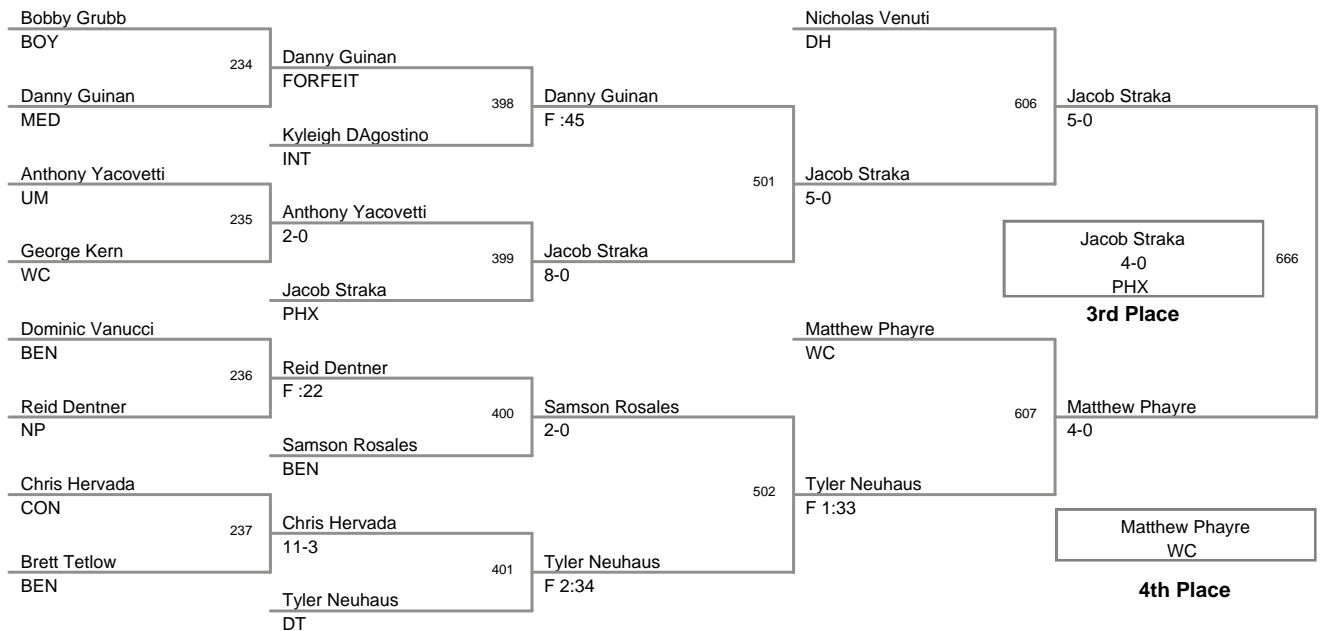 Bobby Grubb
BOY
234
Danny Guinan
FORFEIT
Danny Guinan
MED
398
Danny Guinan
F :45
Kyleigh DAgostino
INT
Anthony Yacovetti
UM
235
Anthony Yacovetti
2-0
George Kern
WC
399
Jacob Straka
8-0
Jacob Straka
PHX
501
Jacob Straka
5-0
Nicholas Venuti
DH
606
Jacob Straka
5-0
Dominic Vanucci
BEN
236
Reid Dentner
F :22
Reid Dentner
NP
400
Samson Rosales
2-0
Samson Rosales
BEN
Chris Hervada
CON
237
Chris Hervada
11-3
Brett Tetlow
BEN
401
Tyler Neuhaus
F 2:34
Tyler Neuhaus
DT
502
Tyler Neuhaus
F 1:33
Matthew Phayre
WC
607
Matthew Phayre
4-0
Jacob Straka
4-0
PHX
666
3rd Place
Matthew Phayre
WC
4th Place